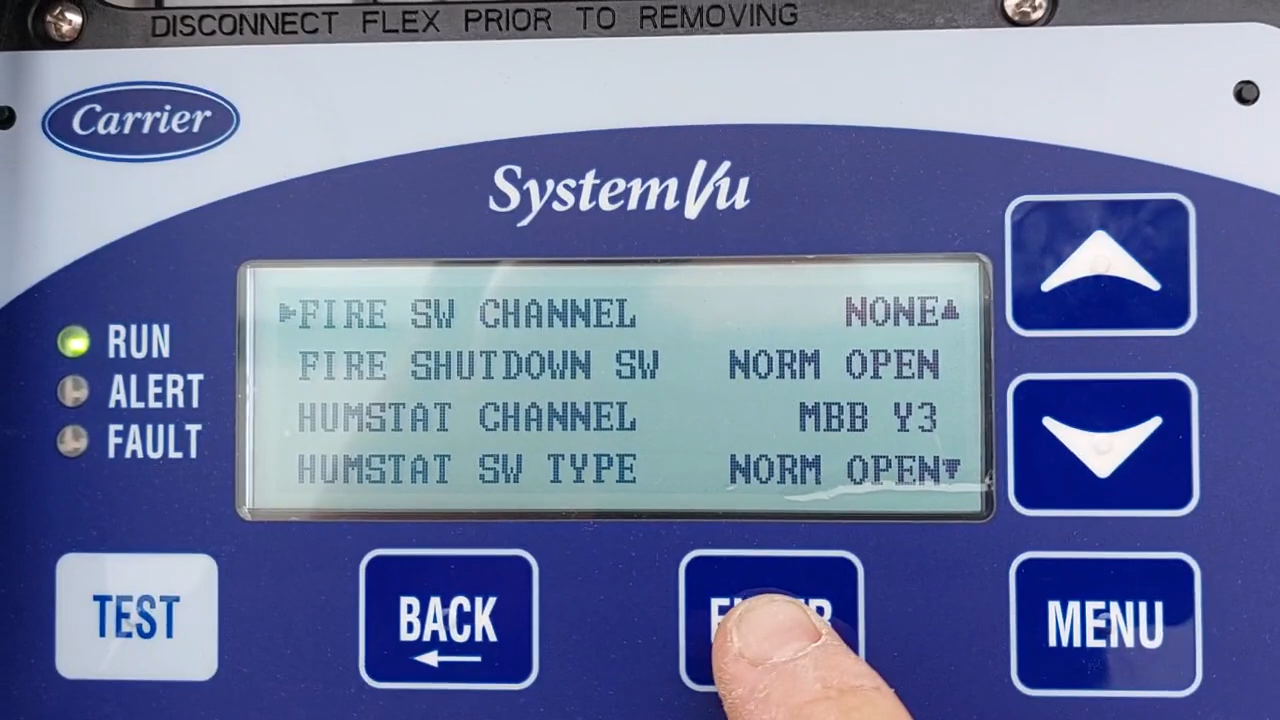 DISCONNECT FLEX PRIOR TO REMOVING
Carrier
SystemVu
RUN
ALERT
FAULT
FIRE SW CHANNEL NONE
FIRE SHUTDOWN SW NORM OPEN
HUMSTAT CHANNEL MBB Y3
HUMSTAT SW TYPE NORM OPEN
TEST
BACK
MENU